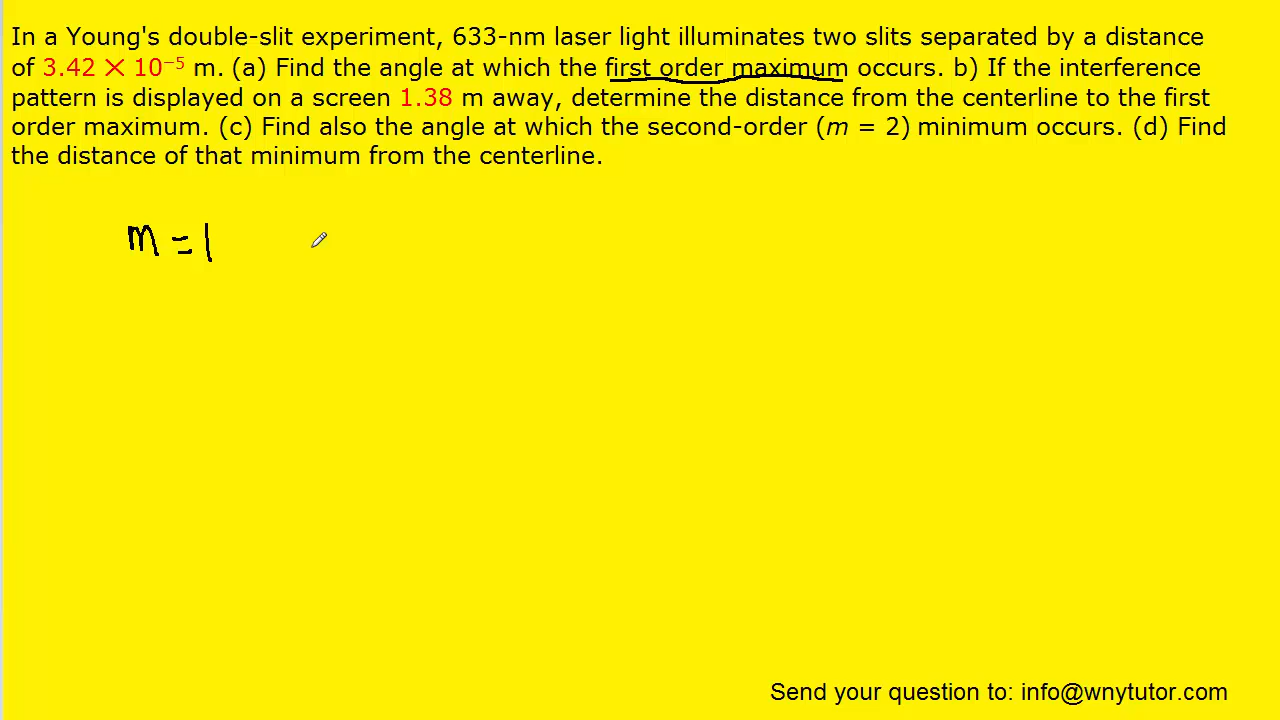 In a Young's double-slit experiment, 633-nm laser light illuminates two slits separated by a distance
of 3.42 × 10⁻⁵ m. (a) Find the angle at which the first order maximum occurs. b) If the interference
pattern is displayed on a screen 1.38 m away, determine the distance from the centerline to the first
order maximum. (c) Find also the angle at which the second-order (m = 2) minimum occurs. (d) Find
the distance of that minimum from the centerline.
m = 1
Send your question to: info@wnytutor.com